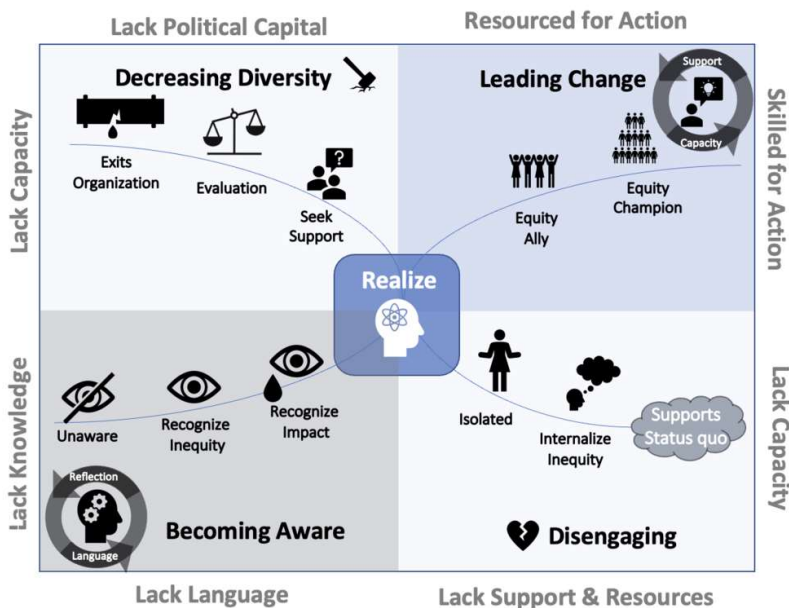 Lack Political Capital
Resourced for Action
Lack Capacity
Skilled for Action
Decreasing Diversity
Exits
Organization
Evaluation
?
Seek
Support
Leading Change
Support
Capacity
Equity
Ally
Equity
Champion
Realize
Lack Knowledge
Lack Capacity
Unaware
Recognize
Inequity
Recognize
Impact
Reflection
Language
Becoming Aware
Isolated
Internalize
Inequity
Supports
Status quo
Disengaging
Lack Language
Lack Support & Resources